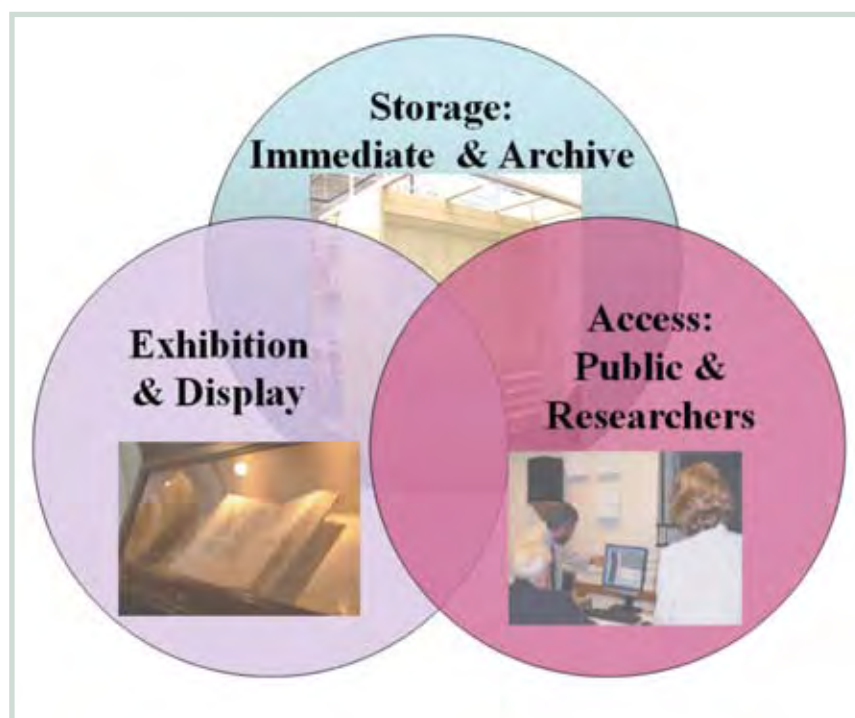 Storage:
Immediate & Archive
Exhibition
& Display
Access:
Public &
Researchers